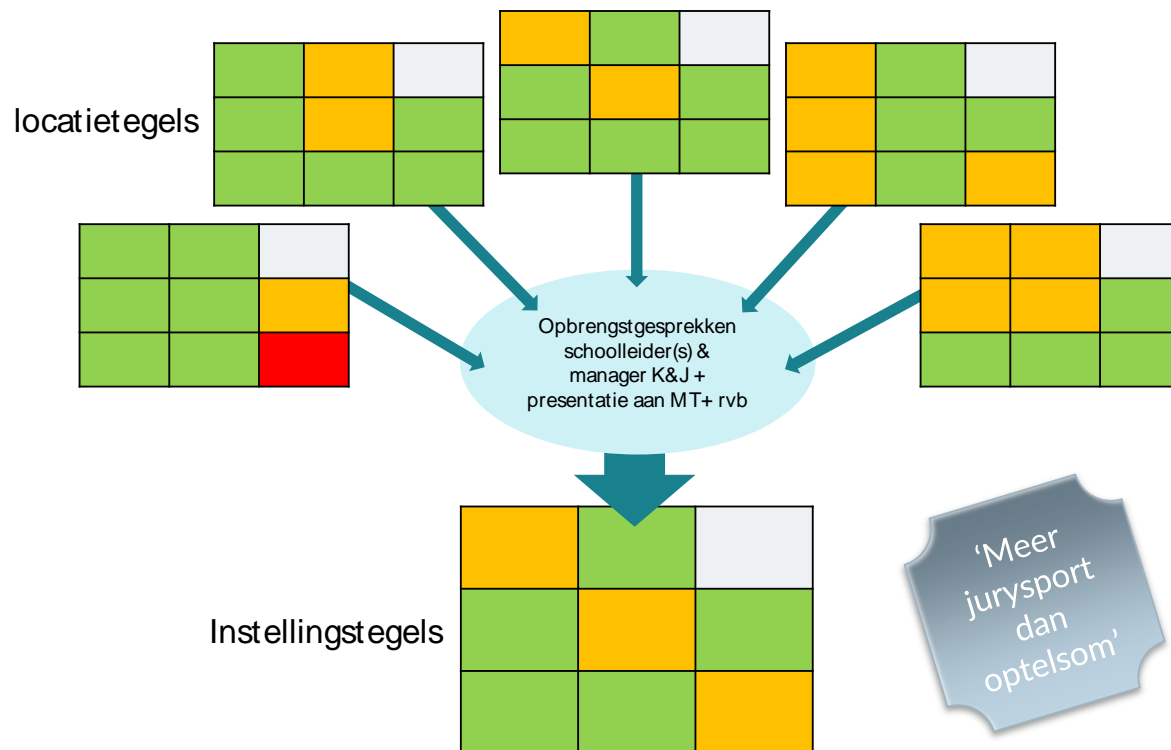 locatietegels
Opbrengstgesprekken
schoolleider(s) &
manager K&J +
presentatie aan MT+ rvb
Instellingstegels
‘Meer
jurysport
dan
optelsom’